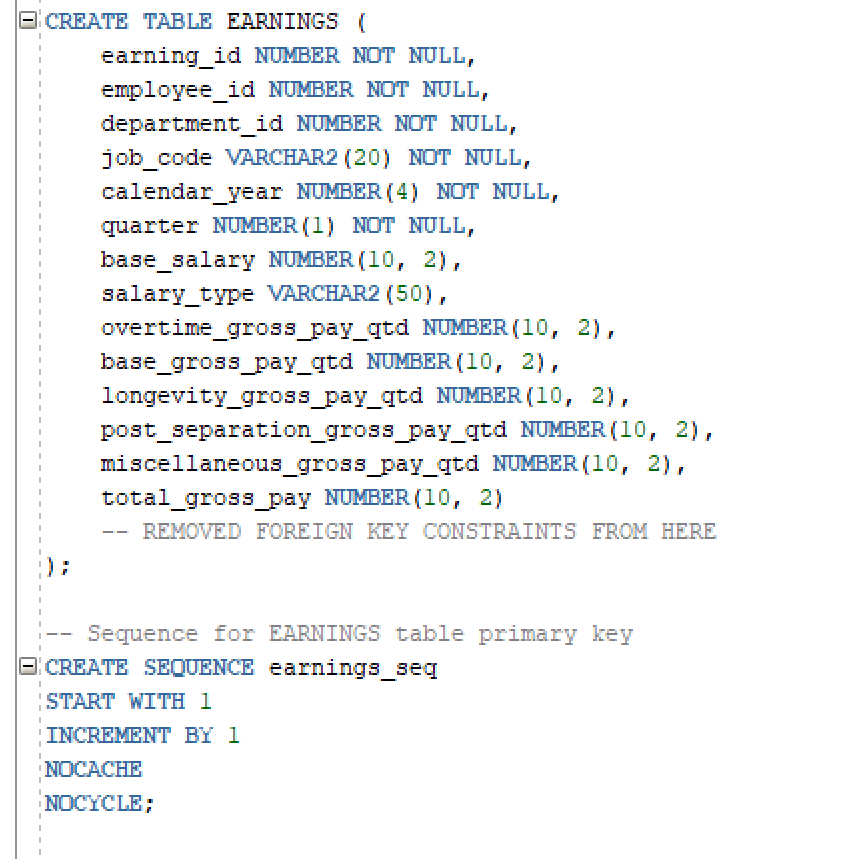 CREATE TABLE EARNINGS (
    earning_id NUMBER NOT NULL,
    employee_id NUMBER NOT NULL,
    department_id NUMBER NOT NULL,
    job_code VARCHAR2(20) NOT NULL,
    calendar_year NUMBER(4) NOT NULL,
    quarter NUMBER(1) NOT NULL,
    base_salary NUMBER(10, 2),
    salary_type VARCHAR2(50),
    overtime_gross_pay_qtd NUMBER(10, 2),
    base_gross_pay_qtd NUMBER(10, 2),
    longevity_gross_pay_qtd NUMBER(10, 2),
    post_separation_gross_pay_qtd NUMBER(10, 2),
    miscellaneous_gross_pay_qtd NUMBER(10, 2),
    total_gross_pay NUMBER(10, 2)
    -- REMOVED FOREIGN KEY CONSTRAINTS FROM HERE
);
-- Sequence for EARNINGS table primary key
CREATE SEQUENCE earnings_seq
START WITH 1
INCREMENT BY 1
NOCACHE
NOCYCLE;